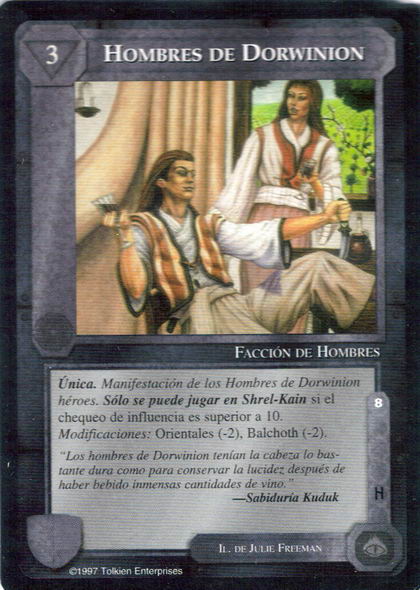 3
HOMBRES DE DORWINION
FACCIÓN DE HOMBRES
Única. Manifestación de los Hombres de Dorwinion
héroes. Sólo se puede jugar en Shrel-Kain si el
chequeo de influencia es superior a 10.
Modificaciones: Orientales (-2), Balchoth (-2).
8
“Los hombres de Dorwinion tenían la cabeza lo bas-
tante dura como para conservar la lucidez después de
haber bebido inmensas cantidades de vino.”
—Sabiduría Kuduk
H
IL. DE JULIE FREEMAN
©1997 Tolkien Enterprises